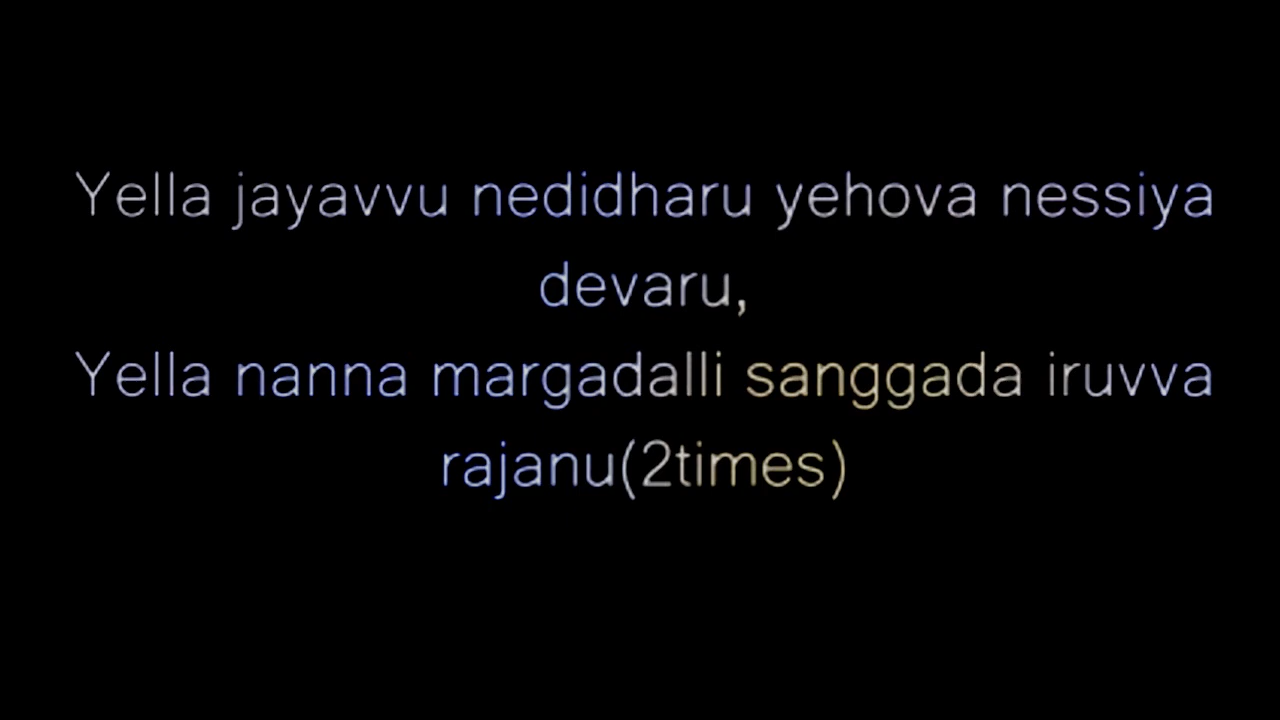 Yella jayavvu nedidharu yehova nessiya
devaru,
Yella nanna margadalli sanggada iruvva
rajanu(2times)